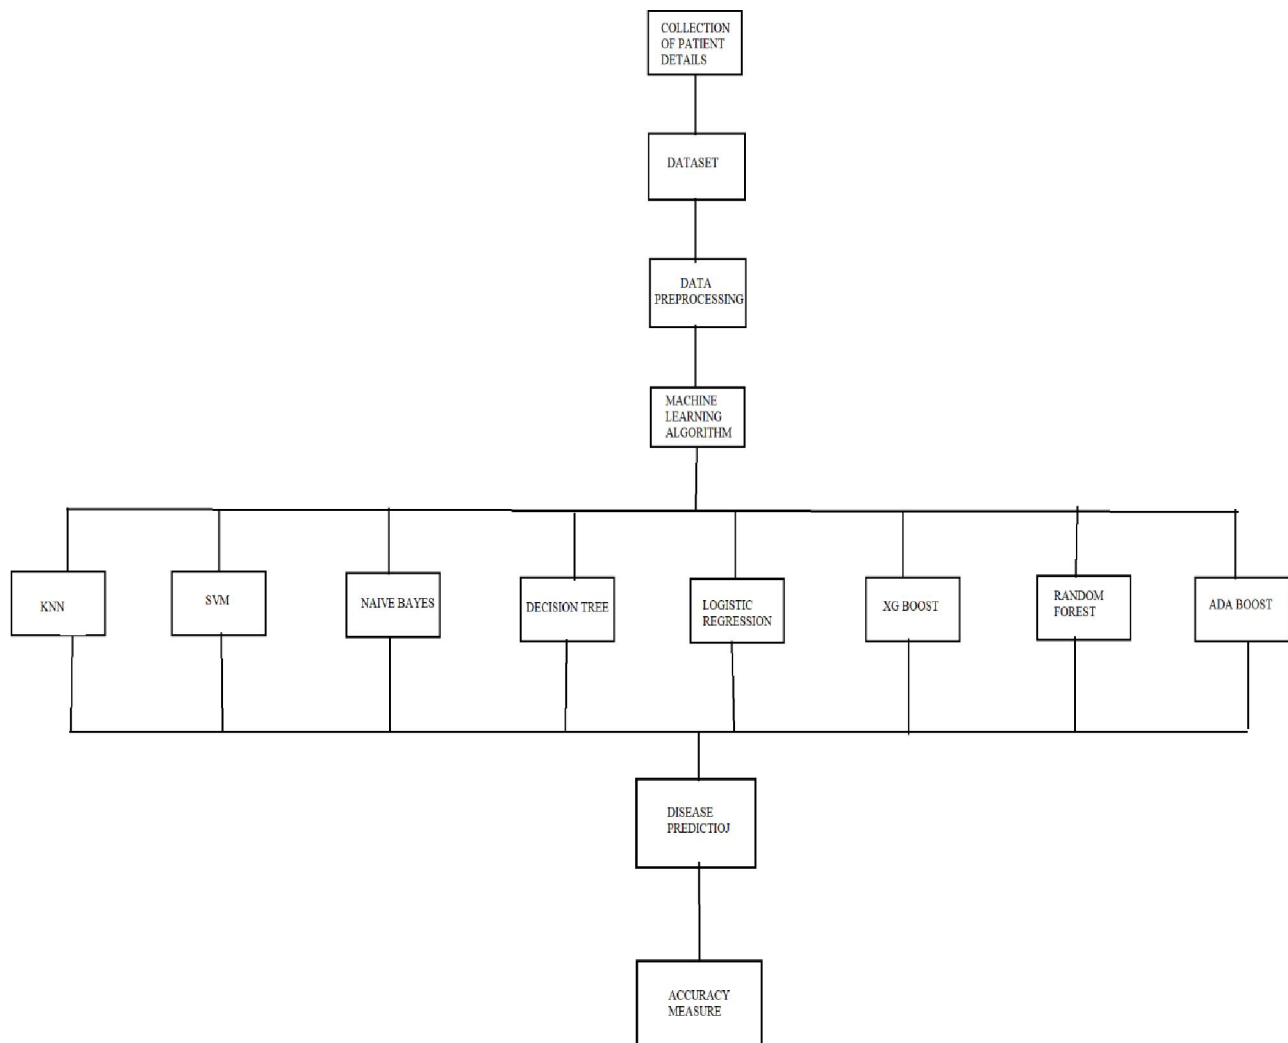 COLLECTION
OF PATIENT
DETAILS
DATASET
DATA
PREPROCESSING
MACHINE
LEARNING
ALGORITHM
KNN
SVM
NAIVE BAYES
DECISION TREE
LOGISTIC
REGRESSION
XG BOOST
RANDOM
FOREST
ADA BOOST
DISEASE
PREDICTIOJ
ACCURACY
MEASURE